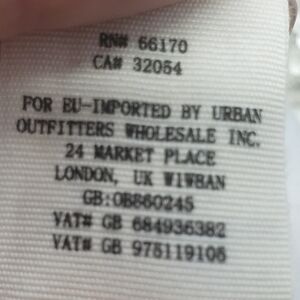 RN# 66170
CA# 32054
FOR EU-IMPORTED BY URBAN
OUTFITTERS WHOLESALE INC.
24 MARKET PLACE
LONDON, UK W1WBAN
GB:OB860245
VAT# GB 684936382
VAT# GB 975119106